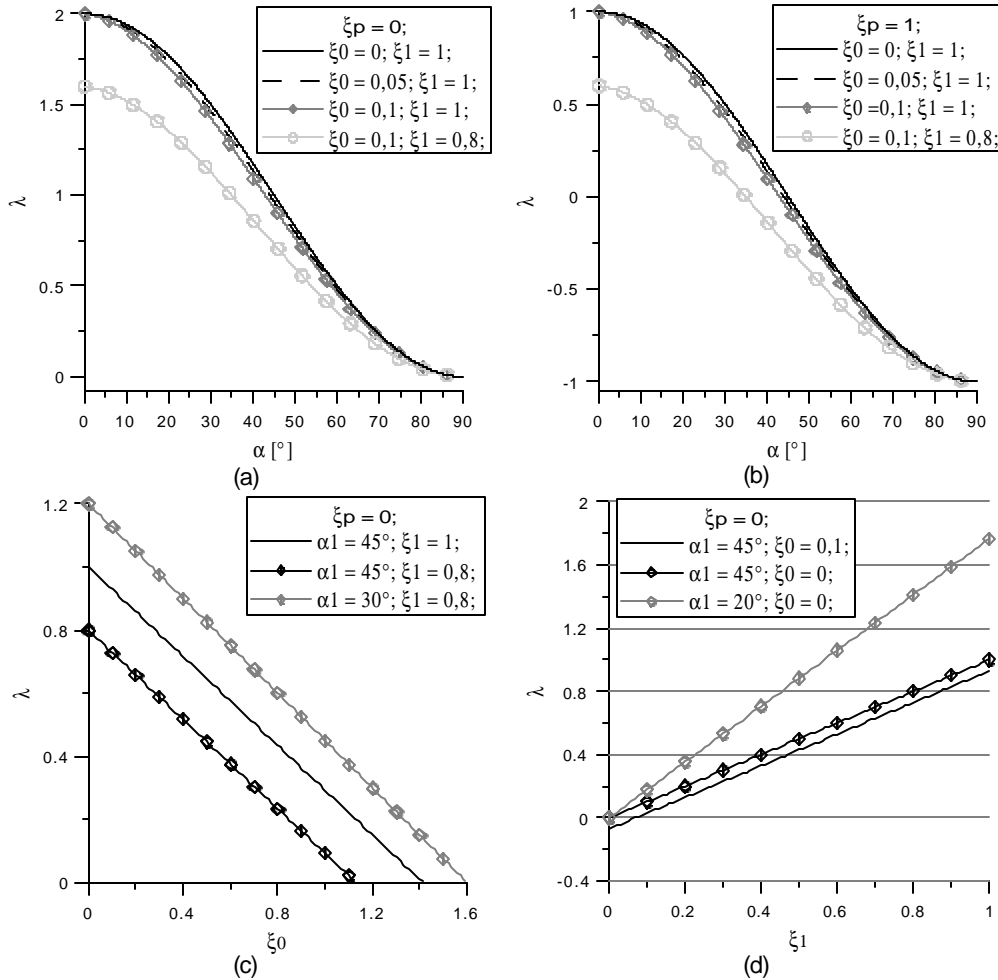 ξp = 0;
ξ0 = 0; ξ1 = 1;
ξ0 = 0,05; ξ1 = 1;
ξ0 = 0,1; ξ1 = 1;
ξ0 = 0,1; ξ1 = 0,8;
2
1.5
1
0.5
0
λ
0 10 20 30 40 50 60 70 80 90
α [°]
(a)
ξp = 1;
ξ0 = 0; ξ1 = 1;
ξ0 = 0,05; ξ1 = 1;
ξ0 =0,1; ξ1 = 1;
ξ0 = 0,1; ξ1 = 0,8;
1
0.5
0
-0.5
-1
λ
0 10 20 30 40 50 60 70 80 90
α [°]
(b)
ξp = 0;
α1 = 45°; ξ1 = 1;
α1 = 45°; ξ1 = 0,8;
α1 = 30°; ξ1 = 0,8;
1.2
0.8
0.4
0
λ
0 0.4 0.8 1.2 1.6
ξ0
(c)
ξp = 0;
α1 = 45°; ξ0 = 0,1;
α1 = 45°; ξ0 = 0;
α1 = 20°; ξ0 = 0;
2
1.6
1.2
0.8
0.4
0
-0.4
λ
0 0.2 0.4 0.6 0.8 1
ξ1
(d)